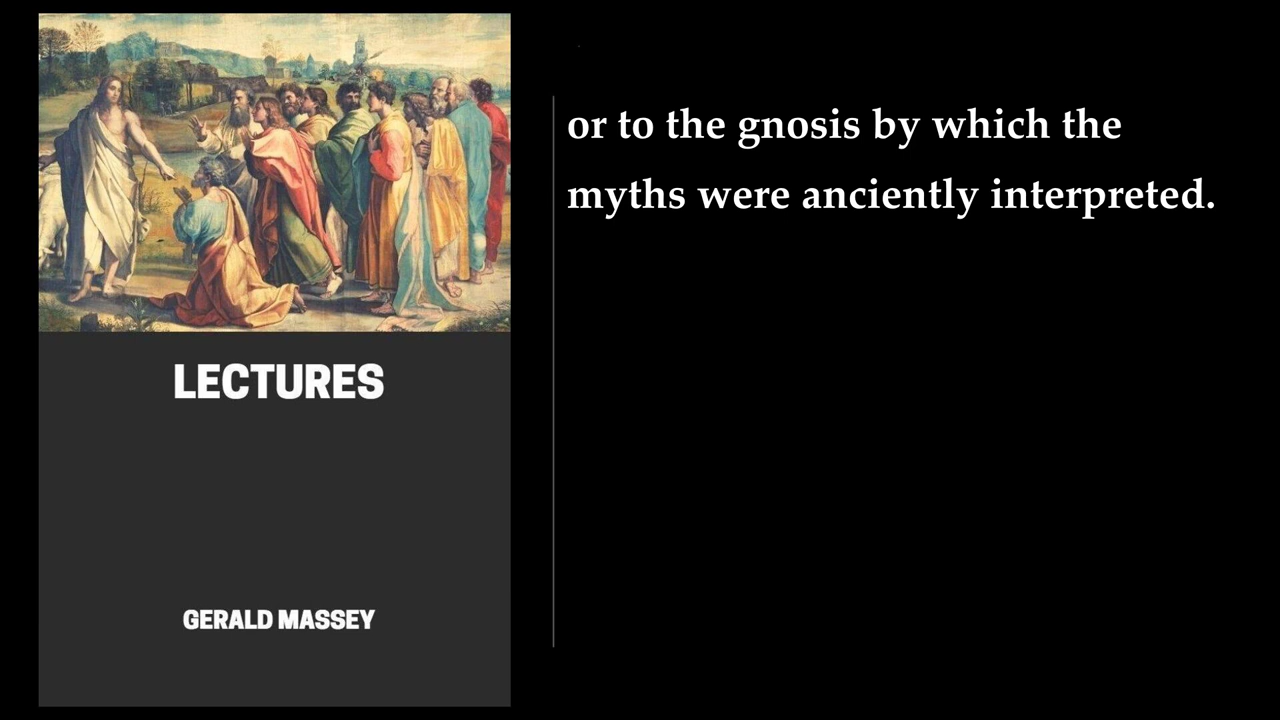 LECTURES
GERALD MASSEY
or to the gnosis by which the
myths were anciently interpreted.